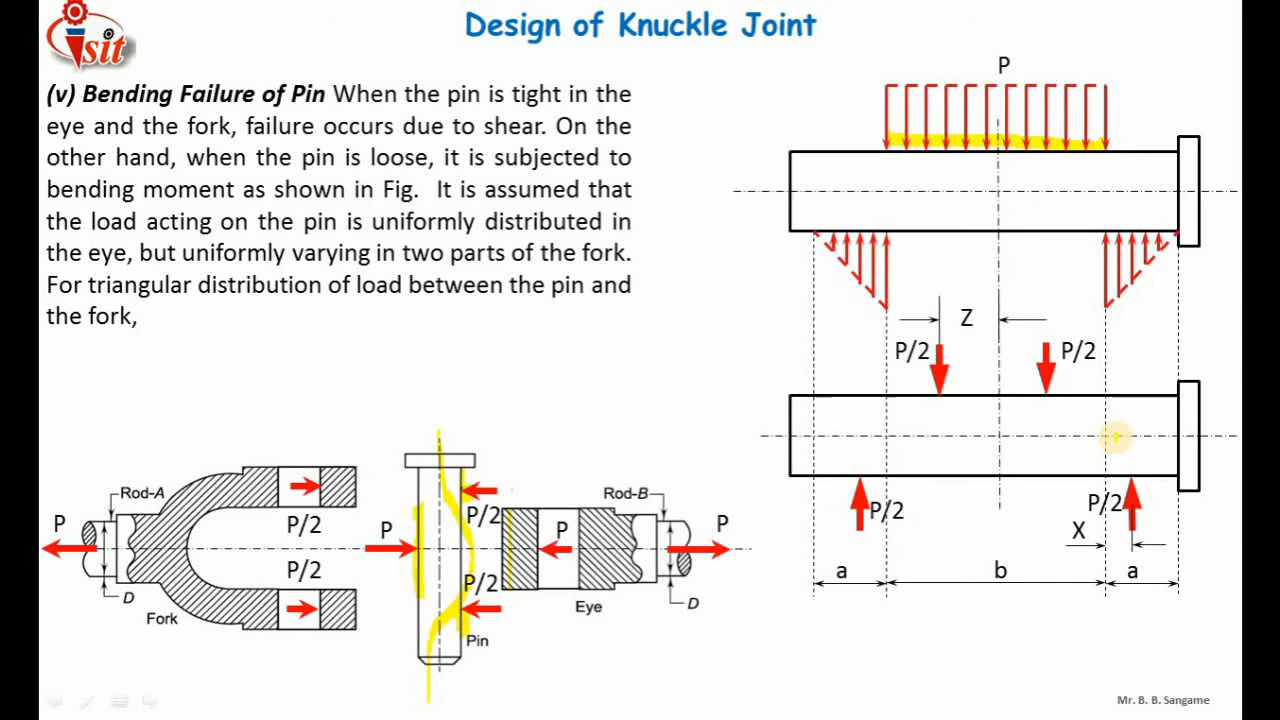 isit
Design of Knuckle Joint
(v) Bending Failure of Pin When the pin is tight in the
eye and the fork, failure occurs due to shear. On the
other hand, when the pin is loose, it is subjected to
bending moment as shown in Fig. It is assumed that
the load acting on the pin is uniformly distributed in
the eye, but uniformly varying in two parts of the fork.
For triangular distribution of load between the pin and
the fork,
P
Z
P/2
P/2
P/2
P/2
X
a
b
a
Rod-A
P
D
Fork
P/2
P/2
P
P/2
P/2
Pin
Rod-B
P
P
Eye
D
Mr. B. B. Sangame